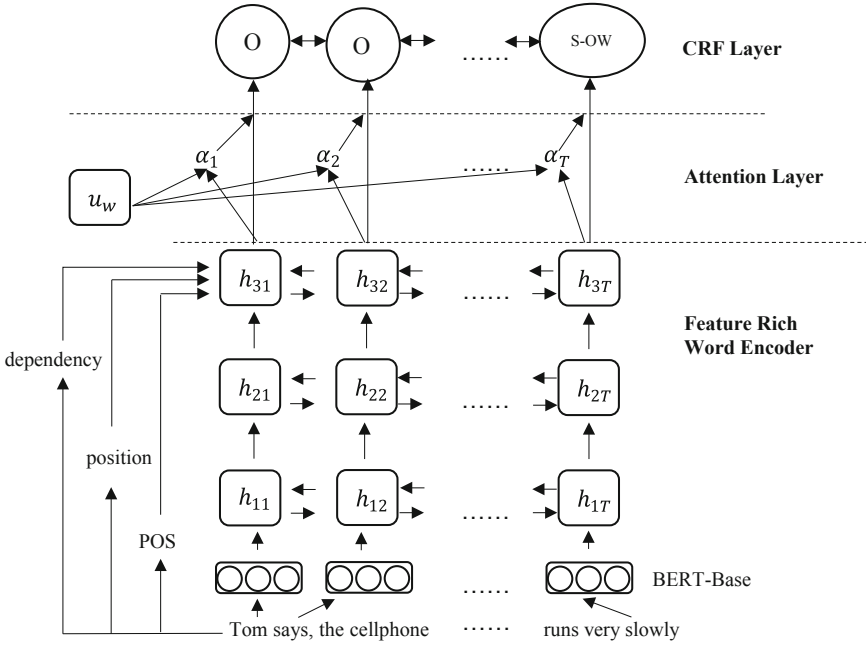 O O ...... S-OW CRF Layer
α1 α2 ...... αT Attention Layer
u_w
h31 h32 ...... h3T
Feature Rich
Word Encoder
dependency
h21 h22 ...... h2T
position
h11 h12 ...... h1T
POS
...... BERT-Base
Tom says, the cellphone ...... runs very slowly